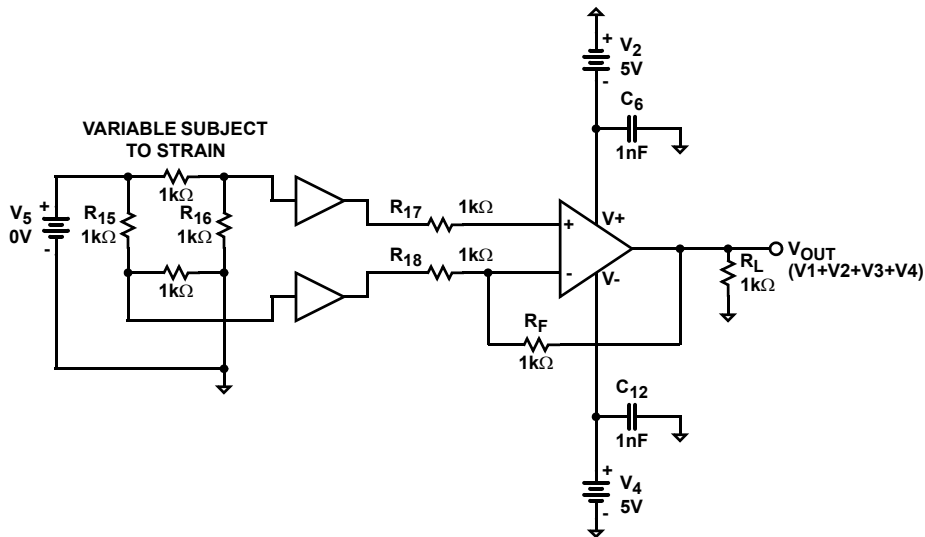 +
V2
5V
-
C6
1nF
VARIABLE SUBJECT
TO STRAIN
1kΩ
V5
0V
+
-
R15
1kΩ
R16
1kΩ
1kΩ
R17
1kΩ
R18
1kΩ
+
-
V+
V-
RF
1kΩ
VOUT
(V1+V2+V3+V4)
RL
1kΩ
C12
1nF
+
V4
5V
-